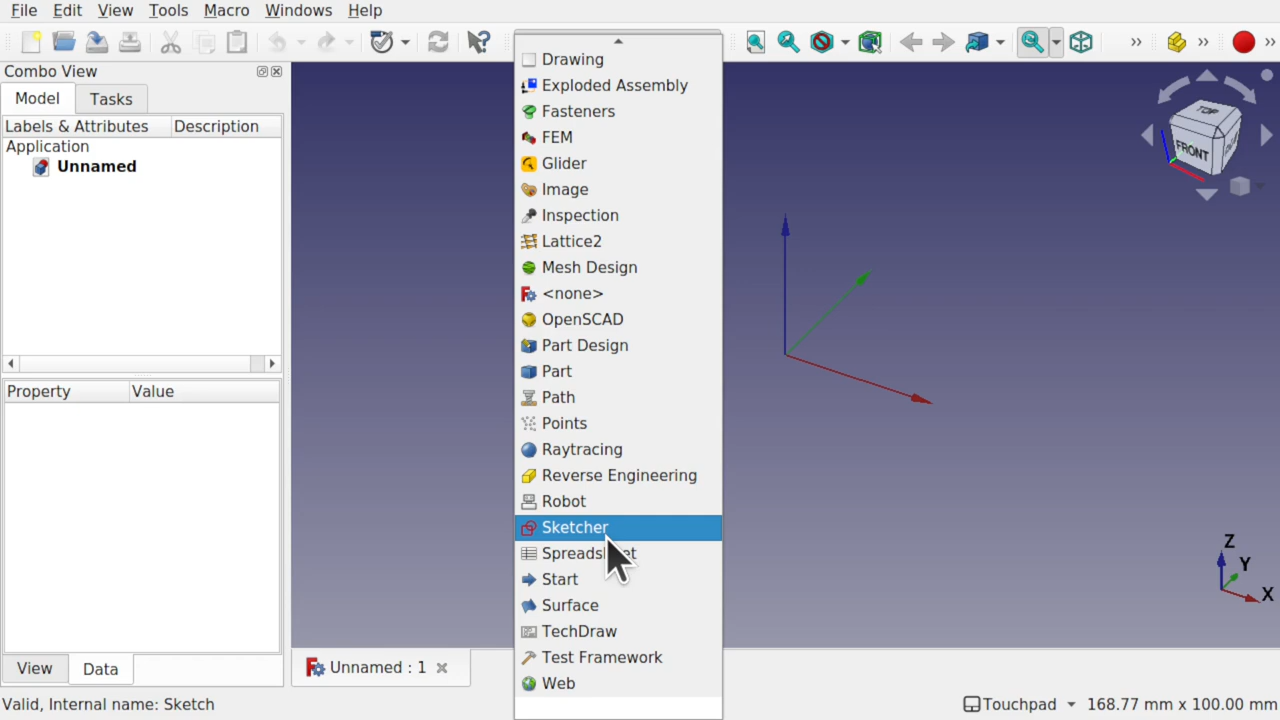 File Edit View Tools Macro Windows Help
Combo View
Model Tasks
Labels & Attributes Description
Application
Unnamed
Property Value
View Data
Valid, Internal name: Sketch
Drawing
Exploded Assembly
Fasteners
FEM
Glider
Image
Inspection
Lattice2
Mesh Design
<none>
OpenSCAD
Part Design
Part
Path
Points
Raytracing
Reverse Engineering
Robot
Sketcher
Start
Surface
TechDraw
Test Framework
Web
Unnamed : 1
TOP
FRONT
Z
Y
X
Touchpad 168.77 mm x 100.00 mm